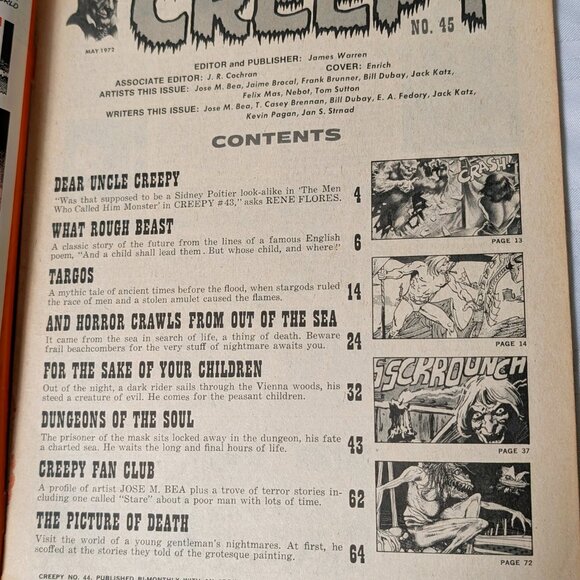 CREEPY
NO. 45
MAY 1972
EDITOR and PUBLISHER: James Warren
ASSOCIATE EDITOR: J. R. Cochran
COVER: Enrich
ARTISTS THIS ISSUE: Jose M. Bea, Jaime Brocal, Frank Brunner, Bill Dubay, Jack Katz,
Felix Mas, Nebot, Tom Sutton
WRITERS THIS ISSUE: Jose M. Bea, T. Casey Brennan, Bill Dubay, E. A. Fedory, Jack Katz,
Kevin Pagan, Jan S. Strnad
CONTENTS
DEAR UNCLE CREEPY
"Was that supposed to be a Sidney Poitier look-alike in 'The Men
Who Called Him Monster' in CREEPY #43," asks RENE FLORES.
4
WHAT ROUGH BEAST
A classic story of the future from the lines of a famous English
poem, "And a child shall lead them. But whose child, and where?"
6
TARGOS
A mythic tale of ancient times before the flood, when stargods ruled
the race of men and a stolen amulet caused the flames.
14
AND HORROR CRAWLS FROM OUT OF THE SEA
It came from the sea in search of life, a thing of death. Beware
frail beachcombers for the very stuff of nightmare awaits you.
24
FOR THE SAKE OF YOUR CHILDREN
Out of the night, a dark rider sails through the Vienna woods, his
steed a creature of evil. He comes for the peasant children.
32
DUNGEONS OF THE SOUL
The prisoner of the mask sits locked away in the dungeon, his fate
a charted sea. He waits the long and final hours of life.
43
CREEPY FAN CLUB
A profile of artist JOSE M. BEA plus a trove of terror stories in-
cluding one called "Stare" about a poor man with lots of time.
62
THE PICTURE OF DEATH
Visit the world of a young gentleman's nightmares. At first, he
scoffed at the stories they told of the grotesque painting.
64
CRASH!
PAGE 13
PAGE 14
SSCKROUNCH
PAGE 37
PAGE 72
CREEPY NO. 44. PUBLISHED BI-MONTHLY WITH